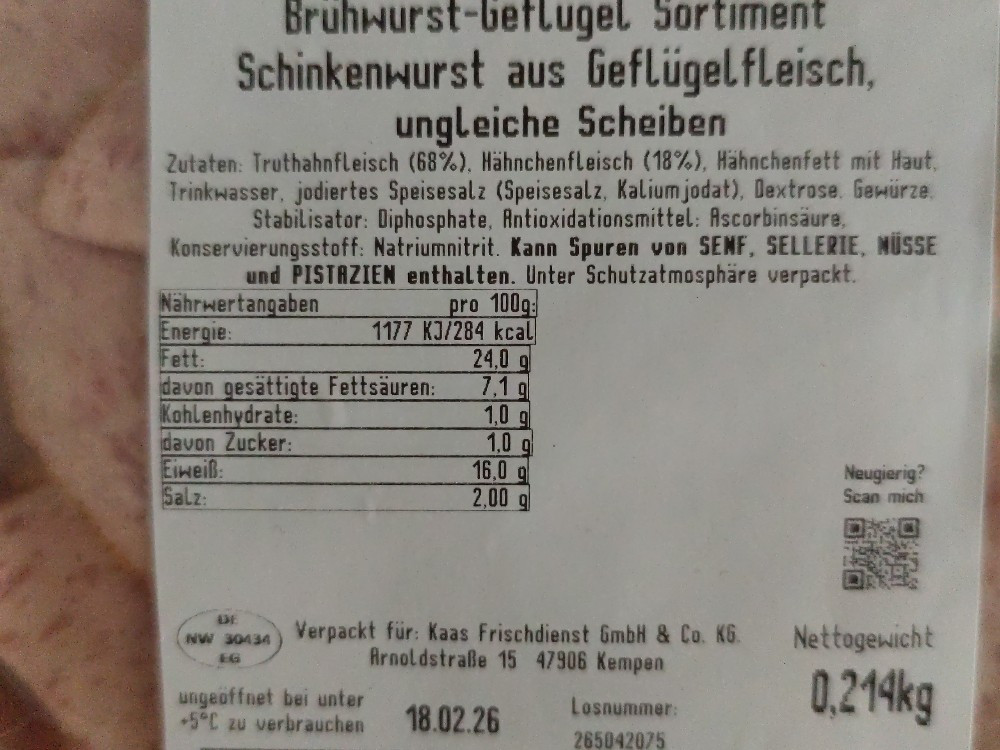 Brühwurst-Geflügel Sortiment
Schinkenwurst aus Geflügelfleisch,
ungleiche Scheiben
Zutaten: Truthahnfleisch (68%), Hähnchenfleisch (18%), Hähnchenfett mit Haut,
Trinkwasser, jodiertes Speisesalz (Speisesalz, Kaliumjodat), Dextrose, Gewürze,
Stabilisator: Diphosphate, Antioxidationsmittel: Ascorbinsäure,
Konservierungsstoff: Natriumnitrit. Kann Spuren von SENF, SELLERIE, NÜSSE
und PISTAZIEN enthalten. Unter Schutzatmosphäre verpackt.
Nährwertangaben pro 100g:
Energie: 1177 KJ/284 kcal
Fett: 24,0 g
davon gesättigte Fettsäuren: 7,1 g
Kohlenhydrate: 1,0 g
davon Zucker: 1,0 g
Eiweiß: 16,0 g
Salz: 2,00 g
Neugierig?
Scan mich
DE
NW 30434
EG
Verpackt für: Kaas Frischdienst GmbH & Co. KG.
Arnoldstraße 15 47906 Kempen
Nettogewicht
0,214kg
ungeöffnet bei unter
+5°C zu verbrauchen
18.02.26
Losnummer:
265042075